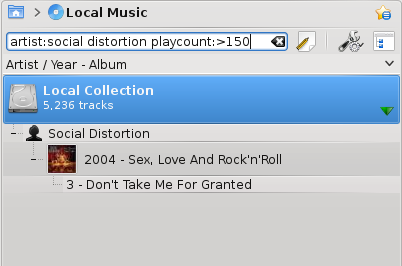 Local Music
artist:social distortion playcount:>150
Artist / Year - Album
Local Collection
5,236 tracks
Social Distortion
2004 - Sex, Love And Rock'n'Roll
3 - Don't Take Me For Granted